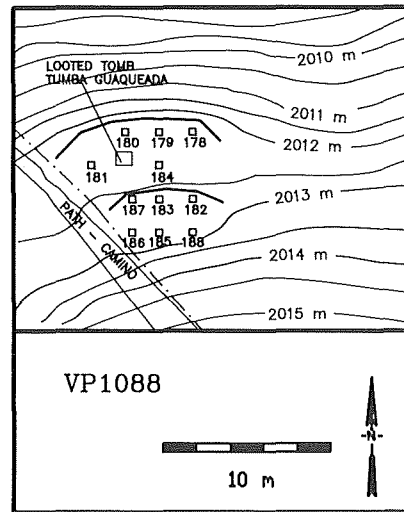 2010 m
LOOTED TOMB
TUMBA GUAQUEADA
2011 m
180 179 178
2012 m
181 184
2013 m
187 183 182
186 185 188
PATH - CAMINO
2014 m
2015 m
VP1088
-N-
10 m